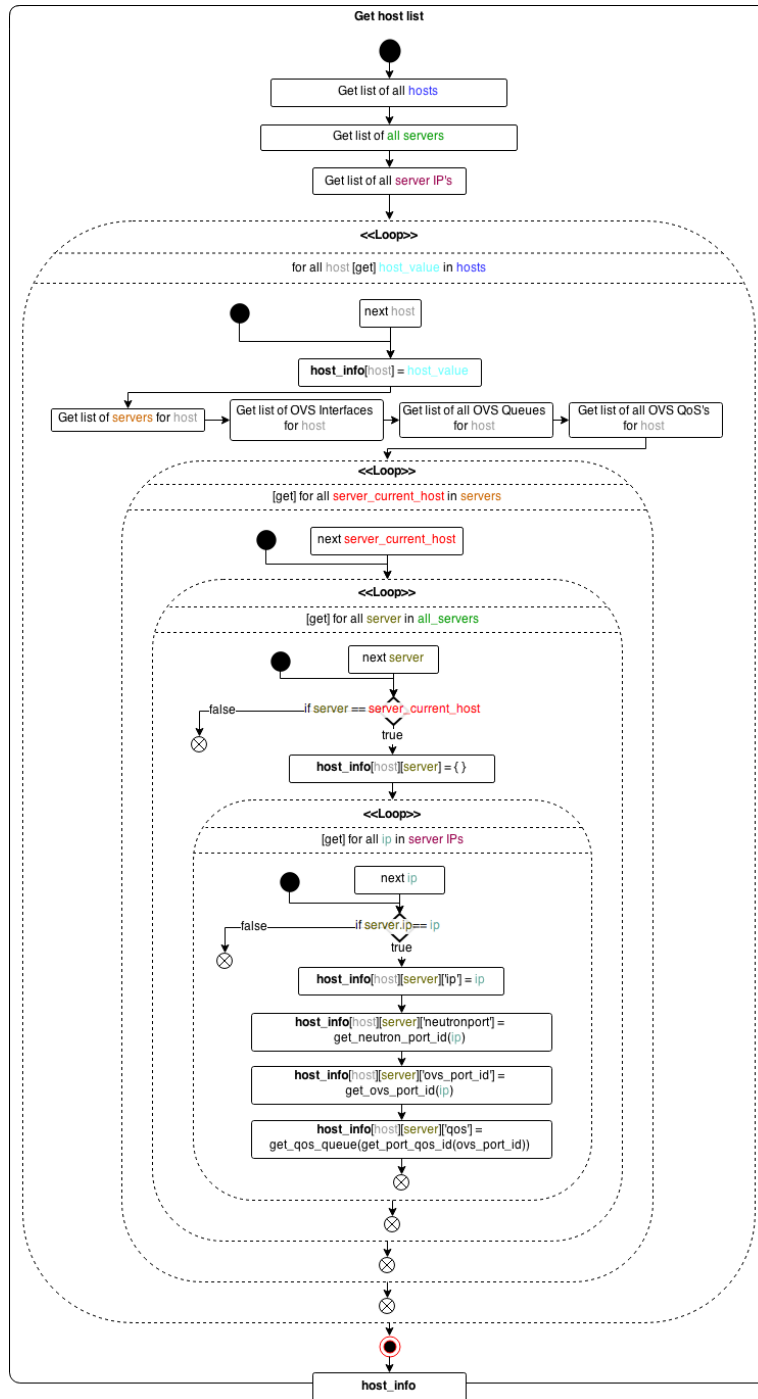 Get host list
Get list of all hosts
Get list of all servers
Get list of all server IP's
<<Loop>>
for all host [get] host_value in hosts
next host
host_info[host] = host_value
Get list of servers for host
Get list of OVS Interfaces
for host
Get list of all OVS Queues
for host
Get list of all OVS QoS's
for host
<<Loop>>
[get] for all server_current_host in servers
next server_current_host
<<Loop>>
[get] for all server in all_servers
next server
false
if server == server_current_host
true
host_info[host][server] = { }
<<Loop>>
[get] for all ip in server IPs
next ip
false
if server.ip== ip
true
host_info[host][server]['ip'] = ip
host_info[host][server]['neutronport'] =
get_neutron_port_id(ip)
host_info[host][server]['ovs_port_id'] =
get_ovs_port_id(ip)
host_info[host][server]['qos'] =
get_qos_queue(get_port_qos_id(ovs_port_id))
host_info